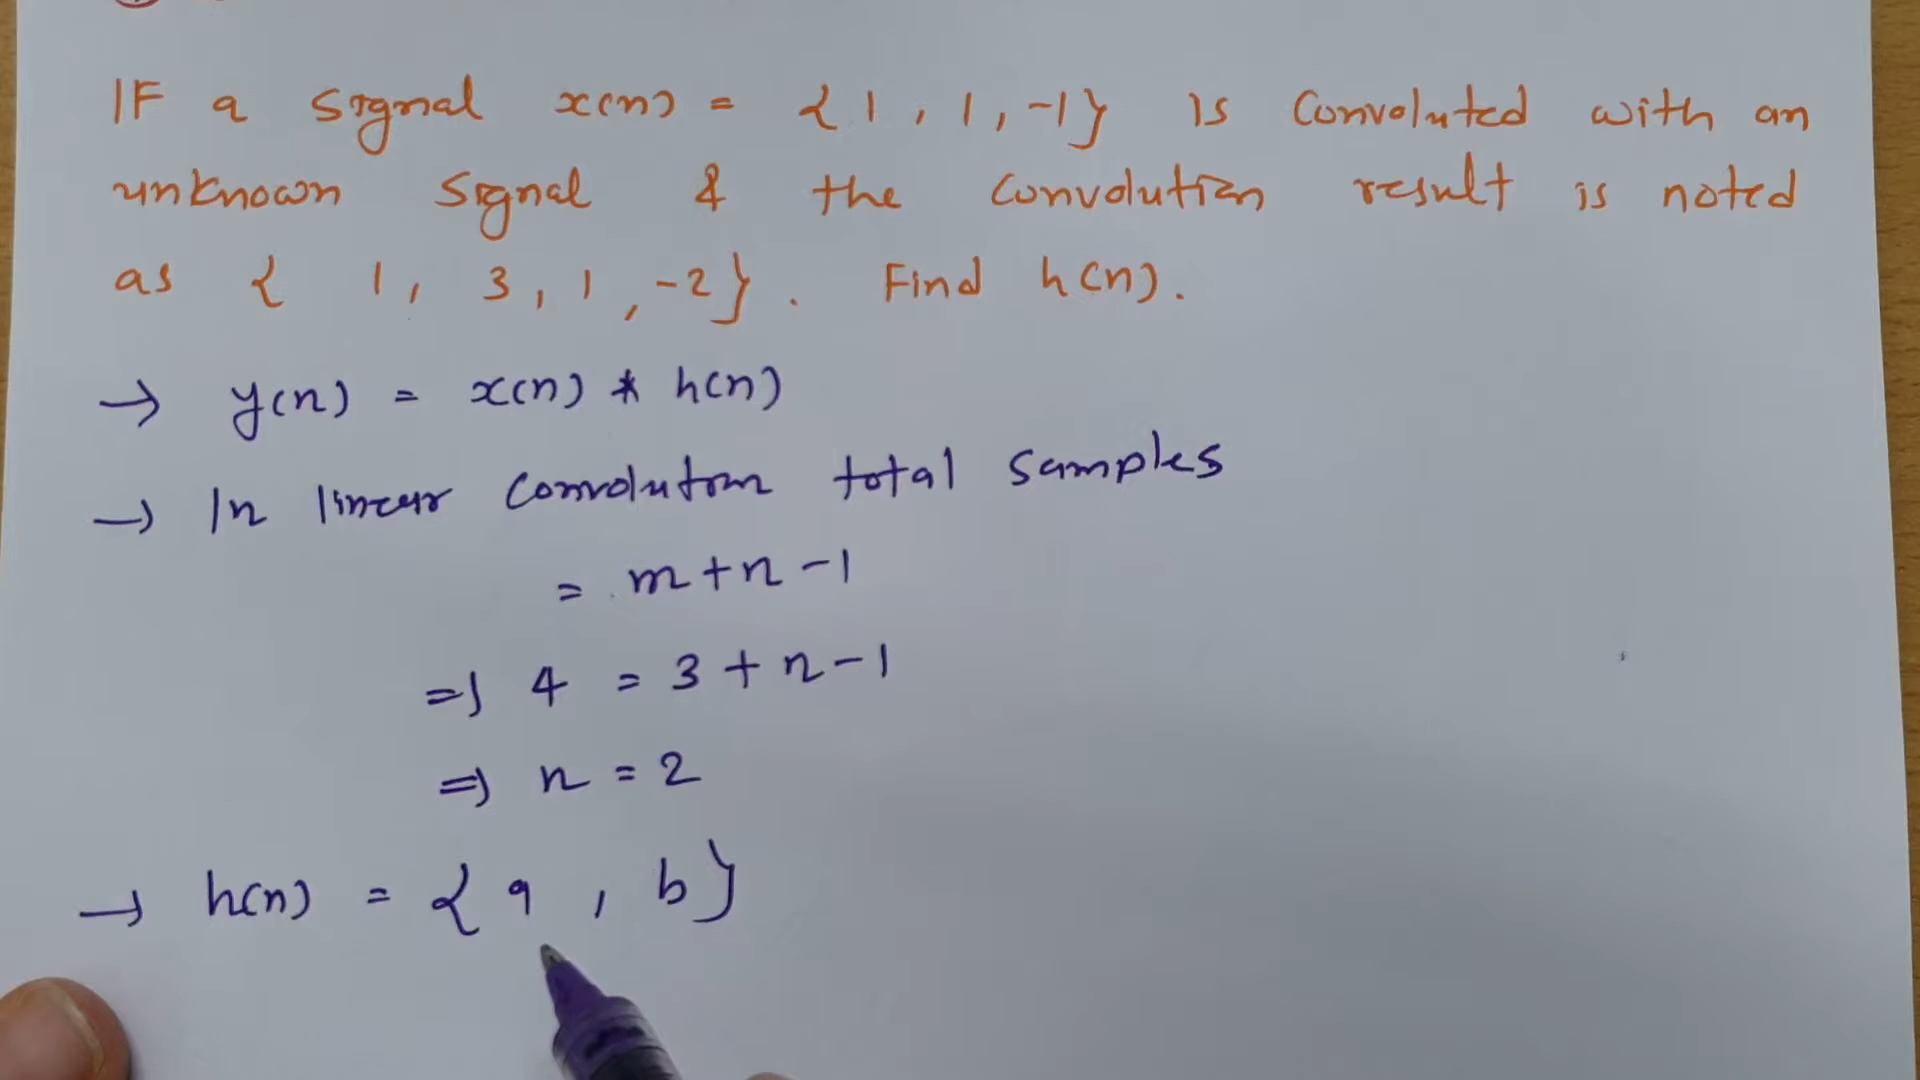 IF a signal x(n) = {1, 1, -1} is convoluted with an
unknown signal & the convolution result is noted
as { 1, 3, 1, -2}. Find h(n).
→ y(n) = x(n) * h(n)
→ In linear convolution total samples
= m+n-1
⇒ 4 = 3+n-1
⇒ n = 2
→ h(n) = {a, b}